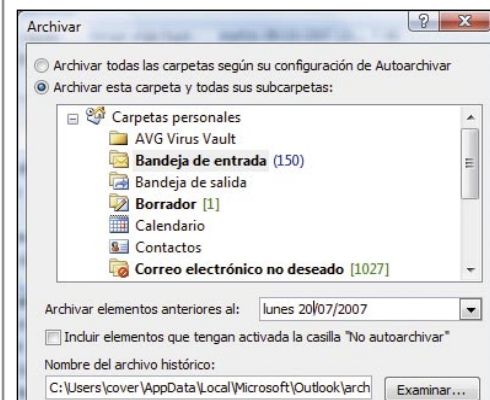 Archivar
Archivar todas las carpetas según su configuración de Autoarchivar
Archivar esta carpeta y todas sus subcarpetas:
Carpetas personales
AVG Virus Vault
Bandeja de entrada (150)
Bandeja de salida
Borrador [1]
Calendario
Contactos
Correo electrónico no deseado [1027]
Archivar elementos anteriores al: lunes 20/07/2007
Incluir elementos que tengan activada la casilla "No autoarchivar"
Nombre del archivo histórico:
C:\Users\cover\AppData\Local\Microsoft\Outlook\arch Examinar...